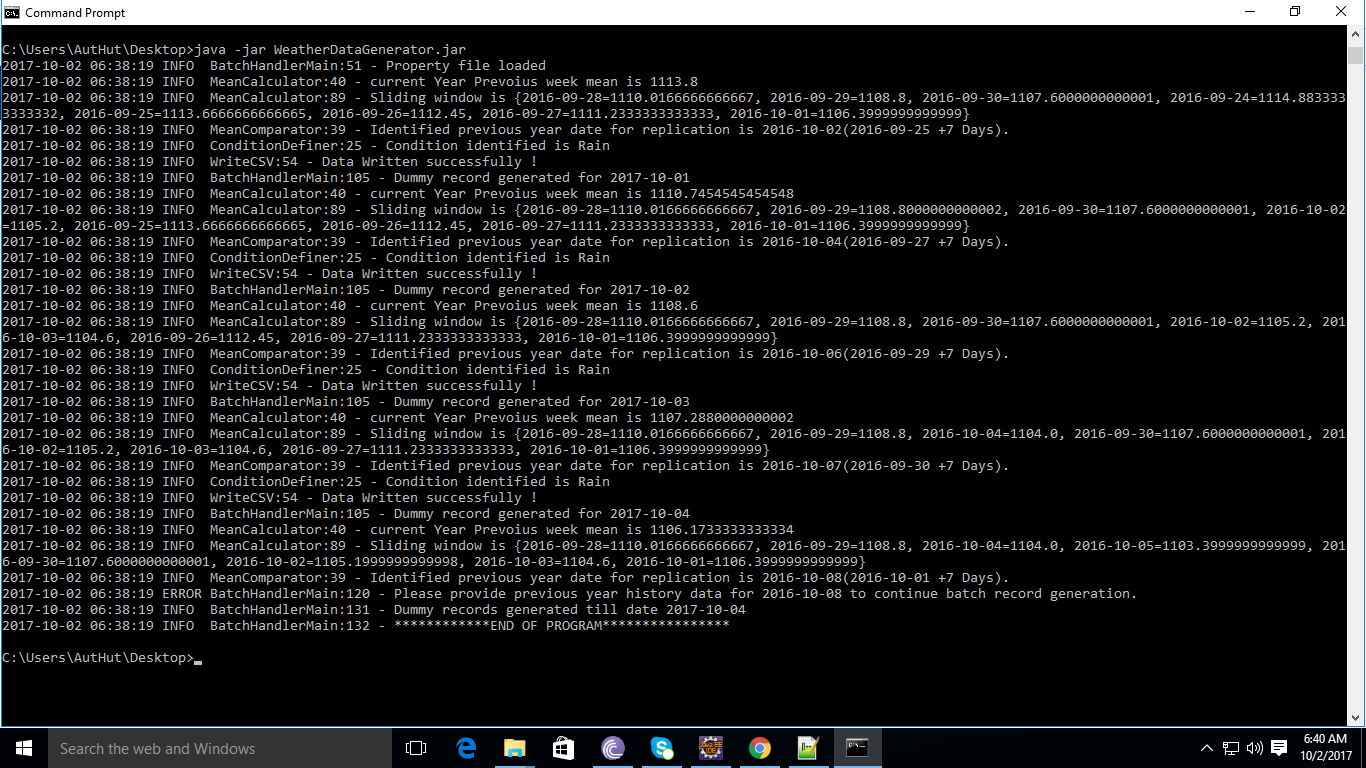 Command Prompt
C:\Users\AutHut\Desktop>java -jar WeatherDataGenerator.jar
2017-10-02 06:38:19 INFO  BatchHandlerMain:51 - Property file loaded
2017-10-02 06:38:19 INFO  MeanCalculator:40 - current Year Prevoius week mean is 1113.8
2017-10-02 06:38:19 INFO  MeanCalculator:89 - Sliding window is {2016-09-28=1110.0166666666667, 2016-09-29=1108.8, 2016-09-30=1107.6000000000001, 2016-09-24=1114.883333
3333332, 2016-09-25=1113.6666666666665, 2016-09-26=1112.45, 2016-09-27=1111.2333333333333, 2016-10-01=1106.3999999999999}
2017-10-02 06:38:19 INFO  MeanComparator:39 - Identified previous year date for replication is 2016-10-02(2016-09-25 +7 Days).
2017-10-02 06:38:19 INFO  ConditionDefiner:25 - Condition identified is Rain
2017-10-02 06:38:19 INFO  WriteCSV:54 - Data Written successfully !
2017-10-02 06:38:19 INFO  BatchHandlerMain:105 - Dummy record generated for 2017-10-01
2017-10-02 06:38:19 INFO  MeanCalculator:40 - current Year Prevoius week mean is 1110.7454545454548
2017-10-02 06:38:19 INFO  MeanCalculator:89 - Sliding window is {2016-09-28=1110.0166666666667, 2016-09-29=1108.8000000000002, 2016-09-30=1107.6000000000001, 2016-10-02
=1105.2, 2016-09-25=1113.6666666666665, 2016-09-26=1112.45, 2016-09-27=1111.2333333333333, 2016-10-01=1106.3999999999999}
2017-10-02 06:38:19 INFO  MeanComparator:39 - Identified previous year date for replication is 2016-10-04(2016-09-27 +7 Days).
2017-10-02 06:38:19 INFO  ConditionDefiner:25 - Condition identified is Rain
2017-10-02 06:38:19 INFO  WriteCSV:54 - Data Written successfully !
2017-10-02 06:38:19 INFO  BatchHandlerMain:105 - Dummy record generated for 2017-10-02
2017-10-02 06:38:19 INFO  MeanCalculator:40 - current Year Prevoius week mean is 1108.6
2017-10-02 06:38:19 INFO  MeanCalculator:89 - Sliding window is {2016-09-28=1110.0166666666667, 2016-09-29=1108.8, 2016-09-30=1107.6000000000001, 2016-10-02=1105.2, 201
6-10-03=1104.6, 2016-09-26=1112.45, 2016-09-27=1111.2333333333333, 2016-10-01=1106.3999999999999}
2017-10-02 06:38:19 INFO  MeanComparator:39 - Identified previous year date for replication is 2016-10-06(2016-09-29 +7 Days).
2017-10-02 06:38:19 INFO  ConditionDefiner:25 - Condition identified is Rain
2017-10-02 06:38:19 INFO  WriteCSV:54 - Data Written successfully !
2017-10-02 06:38:19 INFO  BatchHandlerMain:105 - Dummy record generated for 2017-10-03
2017-10-02 06:38:19 INFO  MeanCalculator:40 - current Year Prevoius week mean is 1107.2880000000002
2017-10-02 06:38:19 INFO  MeanCalculator:89 - Sliding window is {2016-09-28=1110.0166666666667, 2016-09-29=1108.8, 2016-10-04=1104.0, 2016-09-30=1107.6000000000001, 201
6-10-02=1105.2, 2016-10-03=1104.6, 2016-09-27=1111.2333333333333, 2016-10-01=1106.3999999999999}
2017-10-02 06:38:19 INFO  MeanComparator:39 - Identified previous year date for replication is 2016-10-07(2016-09-30 +7 Days).
2017-10-02 06:38:19 INFO  ConditionDefiner:25 - Condition identified is Rain
2017-10-02 06:38:19 INFO  WriteCSV:54 - Data Written successfully !
2017-10-02 06:38:19 INFO  BatchHandlerMain:105 - Dummy record generated for 2017-10-04
2017-10-02 06:38:19 INFO  MeanCalculator:40 - current Year Prevoius week mean is 1106.1733333333334
2017-10-02 06:38:19 INFO  MeanCalculator:89 - Sliding window is {2016-09-28=1110.0166666666667, 2016-09-29=1108.8, 2016-10-04=1104.0, 2016-10-05=1103.3999999999999, 201
6-09-30=1107.6000000000001, 2016-10-02=1105.1999999999998, 2016-10-03=1104.6, 2016-10-01=1106.3999999999999}
2017-10-02 06:38:19 INFO  MeanComparator:39 - Identified previous year date for replication is 2016-10-08(2016-10-01 +7 Days).
2017-10-02 06:38:19 ERROR BatchHandlerMain:120 - Please provide previous year history data for 2016-10-08 to continue batch record generation.
2017-10-02 06:38:19 INFO  BatchHandlerMain:131 - Dummy records generated till date 2017-10-04
2017-10-02 06:38:19 INFO  BatchHandlerMain:132 - ************END OF PROGRAM****************
C:\Users\AutHut\Desktop>
Search the web and Windows
6:40 AM
10/2/2017